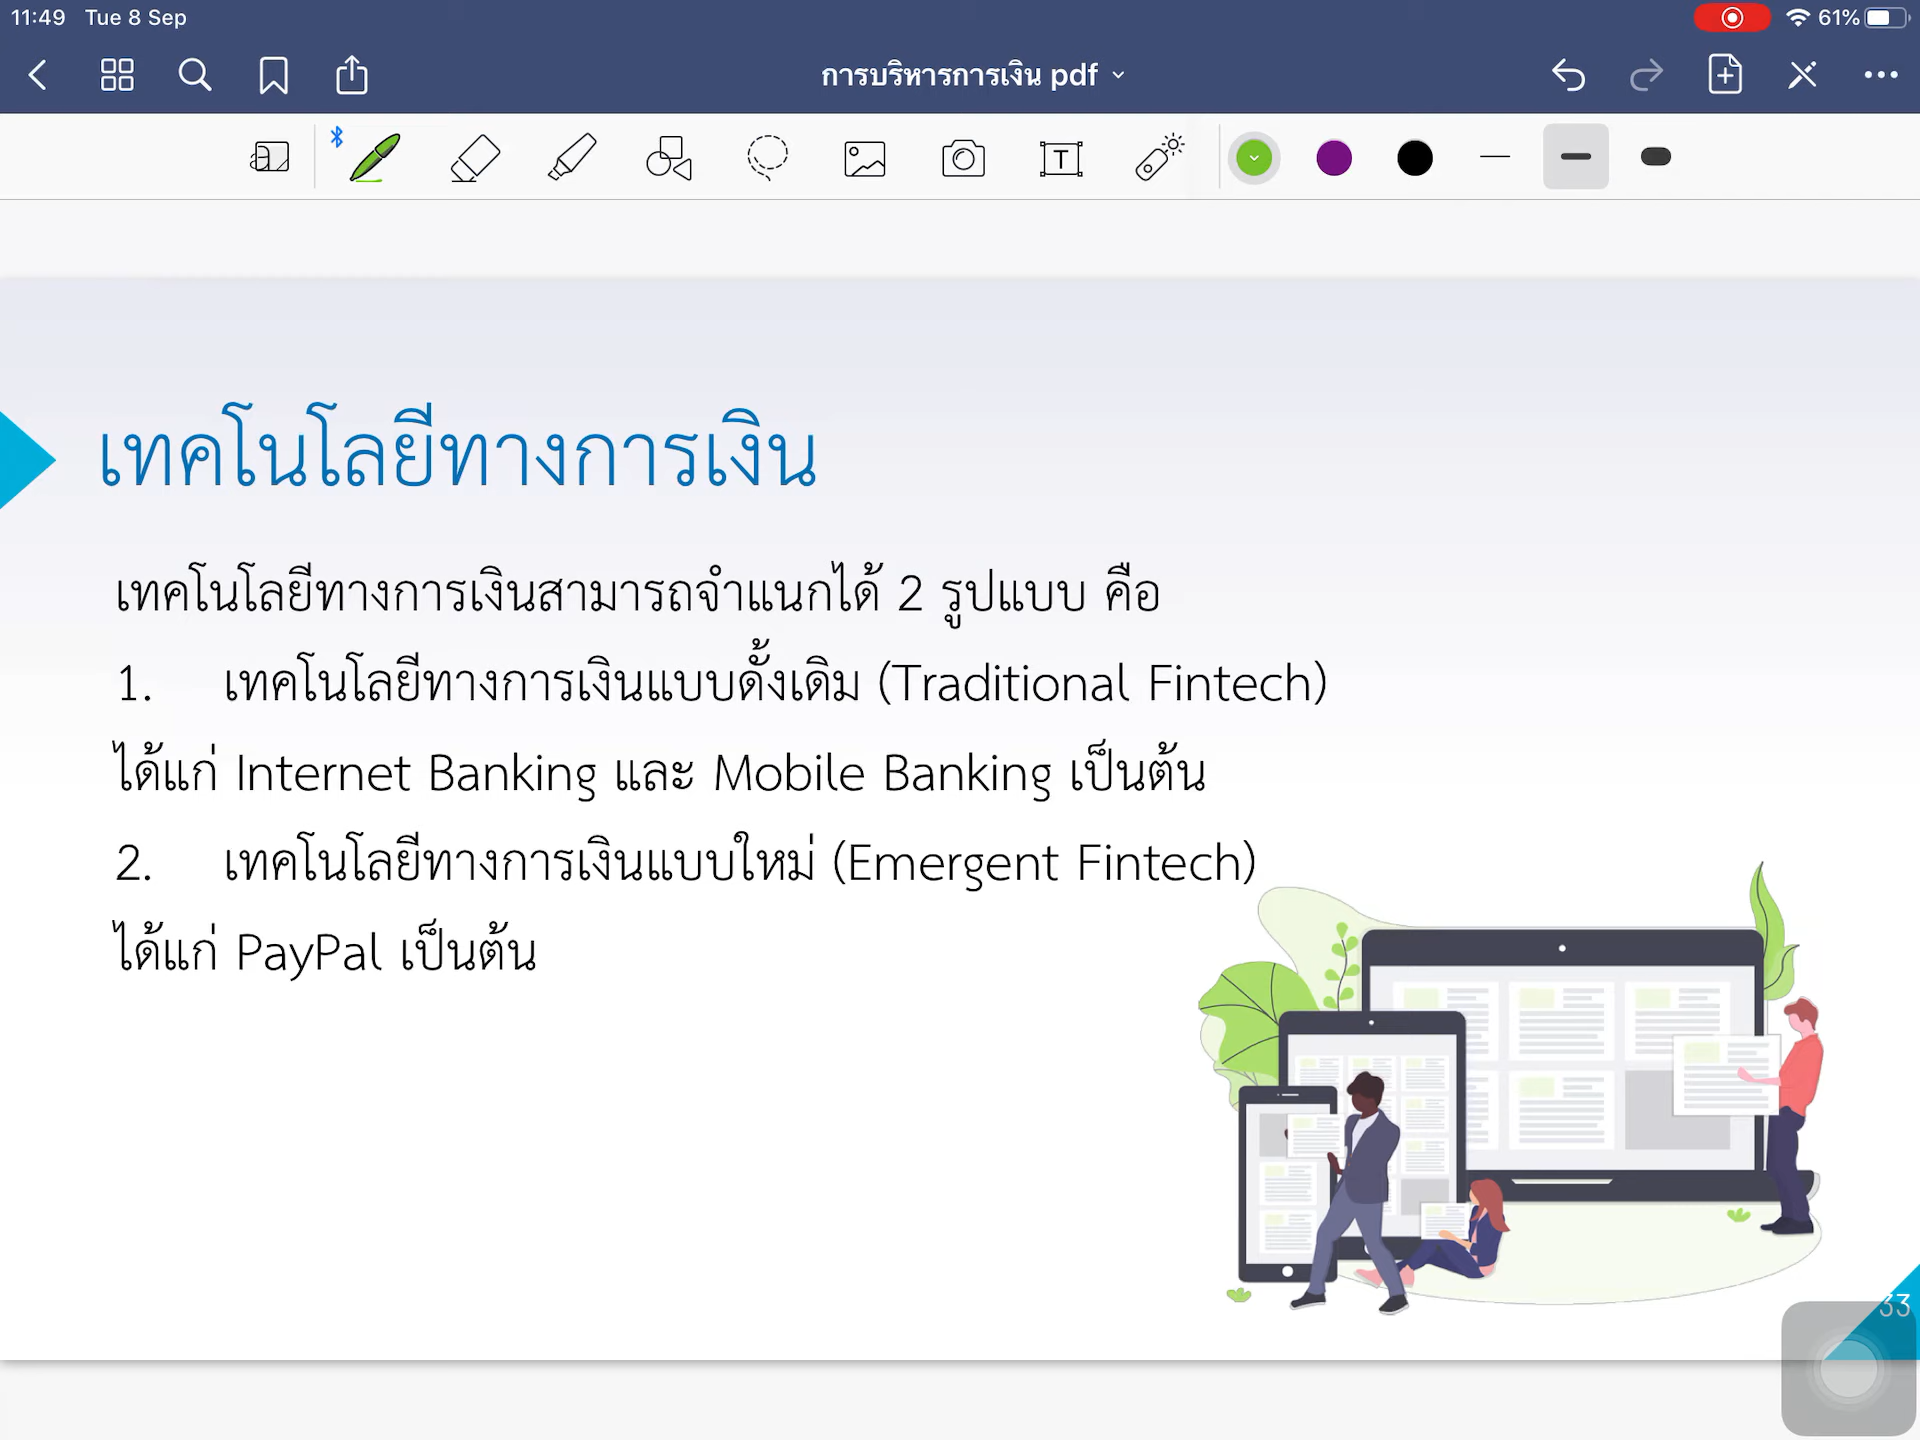 11:49 Tue 8 Sep 61%
การบริหารการเงิน pdf
a T
เทคโนโลยีทางการเงิน
เทคโนโลยีทางการเงินสามารถจำแนกได้ 2 รูปแบบ คือ
1. เทคโนโลยีทางการเงินแบบดั้งเดิม (Traditional Fintech)
ได้แก่ Internet Banking และ Mobile Banking เป็นต้น
2. เทคโนโลยีทางการเงินแบบใหม่ (Emergent Fintech)
ได้แก่ PayPal เป็นต้น
33